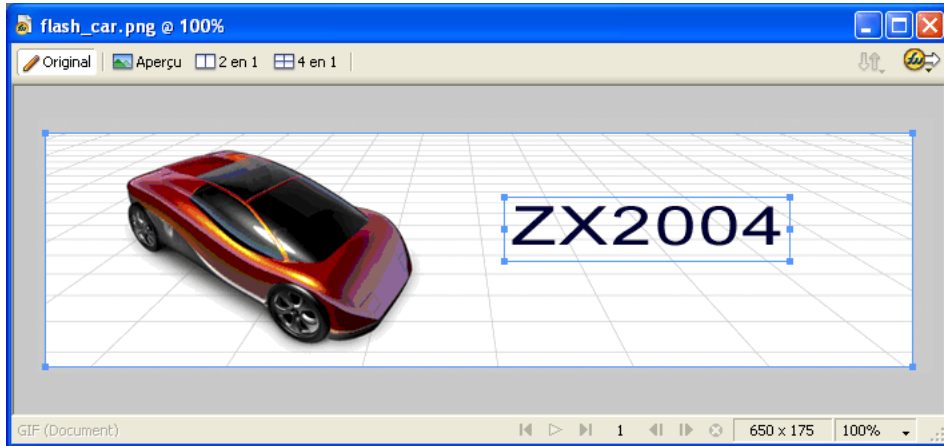 flash_car.png @ 100%
Original Aperçu 2 en 1 4 en 1
ZX2004
GIF (Document) 1 650 x 175 100%